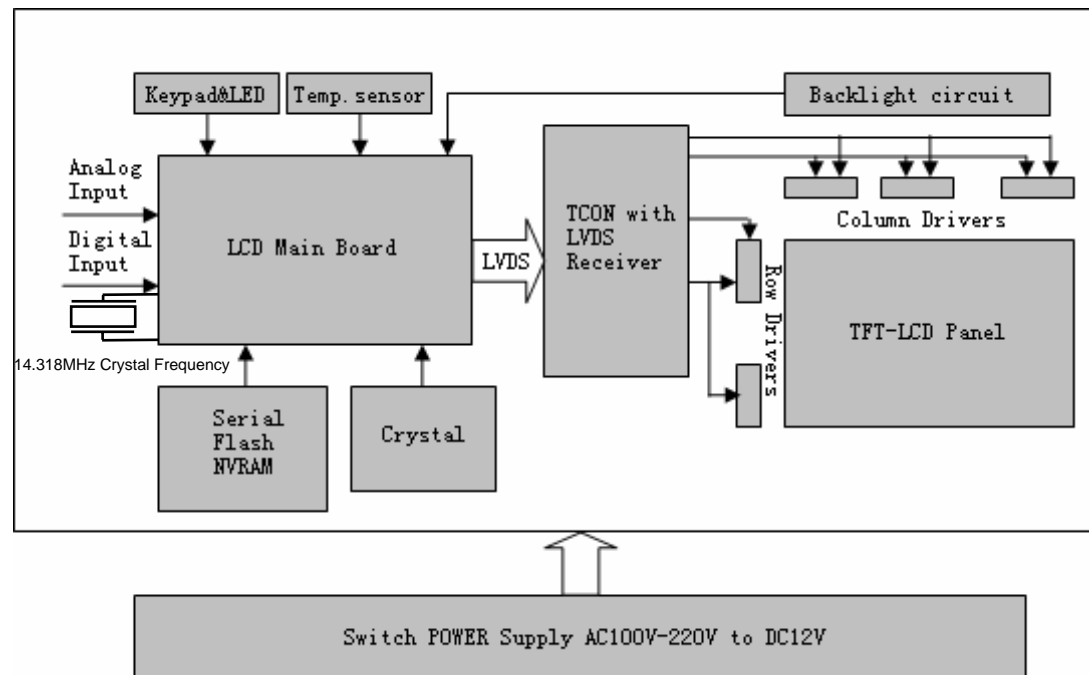 Keypad&LED
Temp.sensor
Backlight circuit
Analog
Input
Digital
Input
LCD Main Board
LVDS
TCON with
LVDS
Receiver
Column Drivers
Row Drivers
TFT-LCD Panel
14.318MHz Crystal Frequency
Serial
Flash
NVRAM
Crystal
Switch POWER Supply AC100V-220V to DC12V